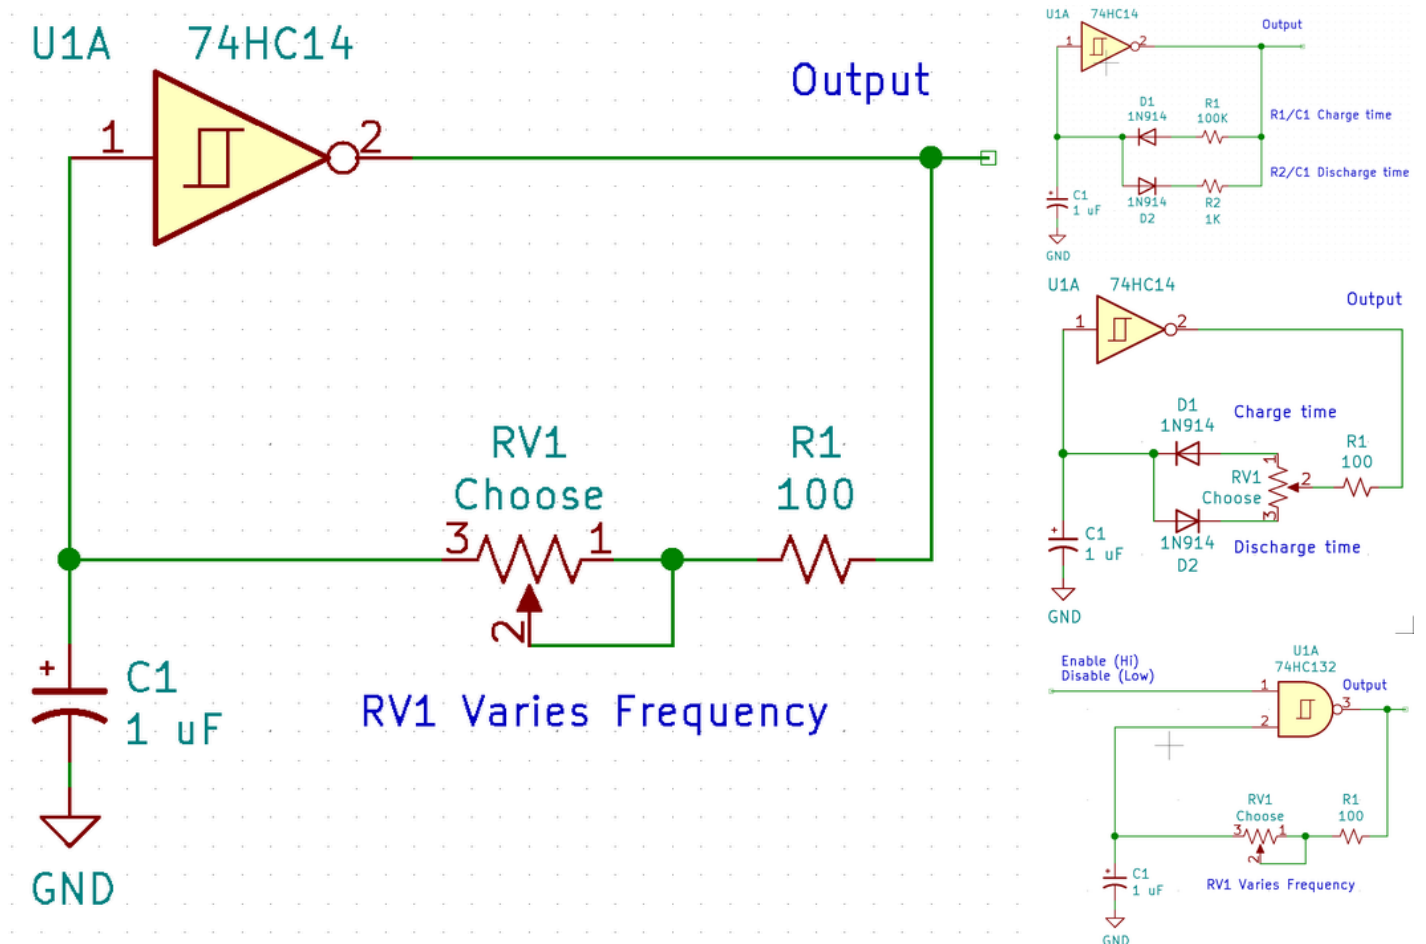 U1A 74HC14
Output
1 2
RV1 R1
Choose 100
3 1
2
+ C1
1 uF
RV1 Varies Frequency
GND
U1A 74HC14
Output
1 2
D1 R1
1N914 100K
R1/C1 Charge time
R2/C1 Discharge time
+ C1
1 uF
1N914 R2
D2 1K
GND
U1A 74HC14
Output
1 2
D1
1N914
Charge time
R1
100
1
RV1 2
Choose
3
+ C1
1 uF
1N914
D2
Discharge time
GND
U1A
74HC132
Enable (Hi)
Disable (Low)
1
Output
3
2
RV1 R1
Choose 100
3 1
2
+ C1
1 uF
RV1 Varies Frequency
GND